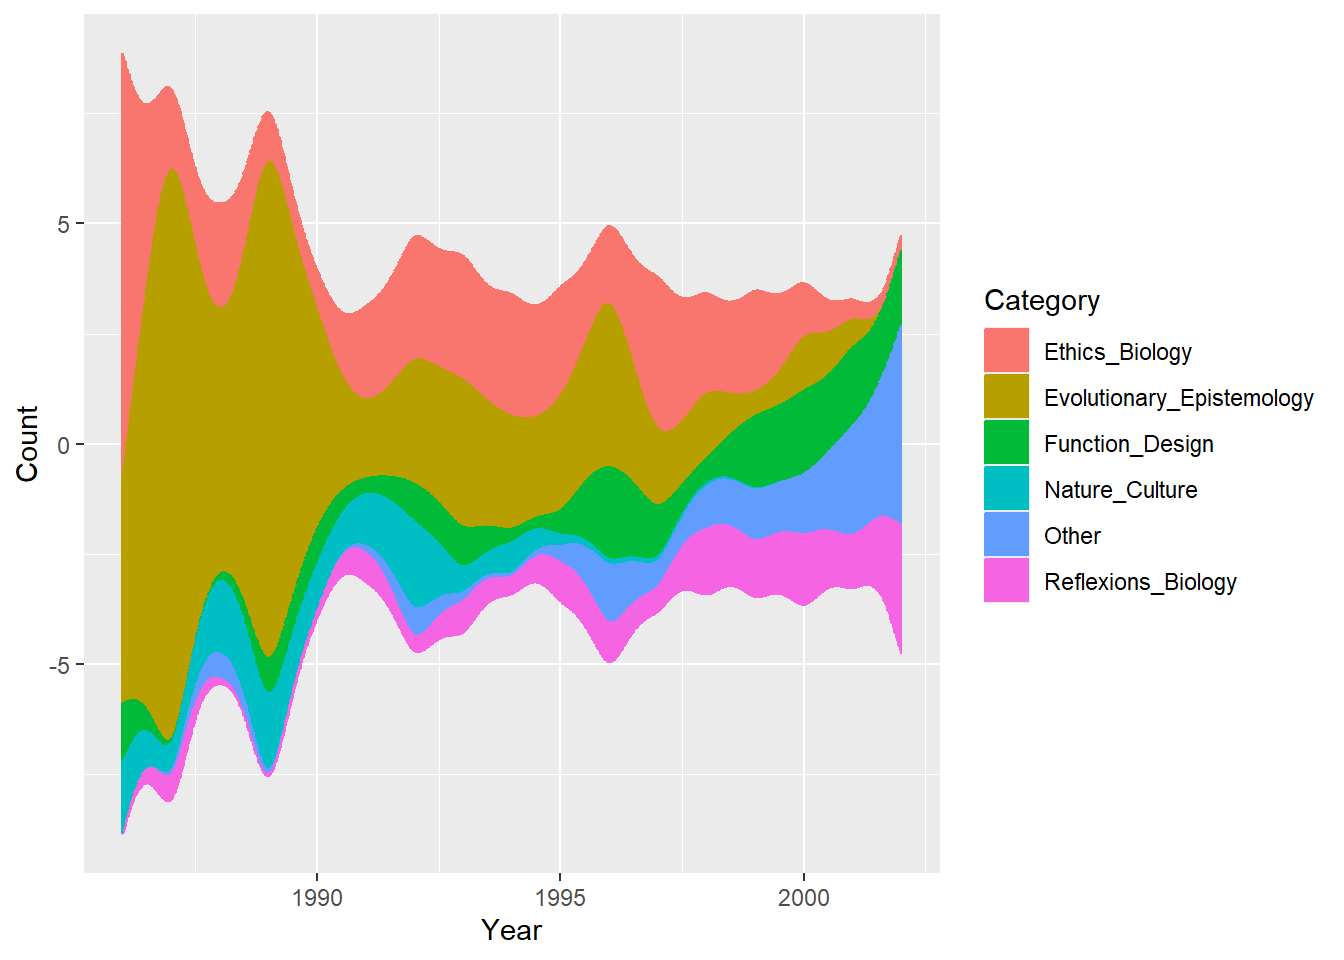 Count
5
0
-5
1990
1995
2000
Year
Category
Ethics_Biology
Evolutionary_Epistemology
Function_Design
Nature_Culture
Other
Reflexions_Biology